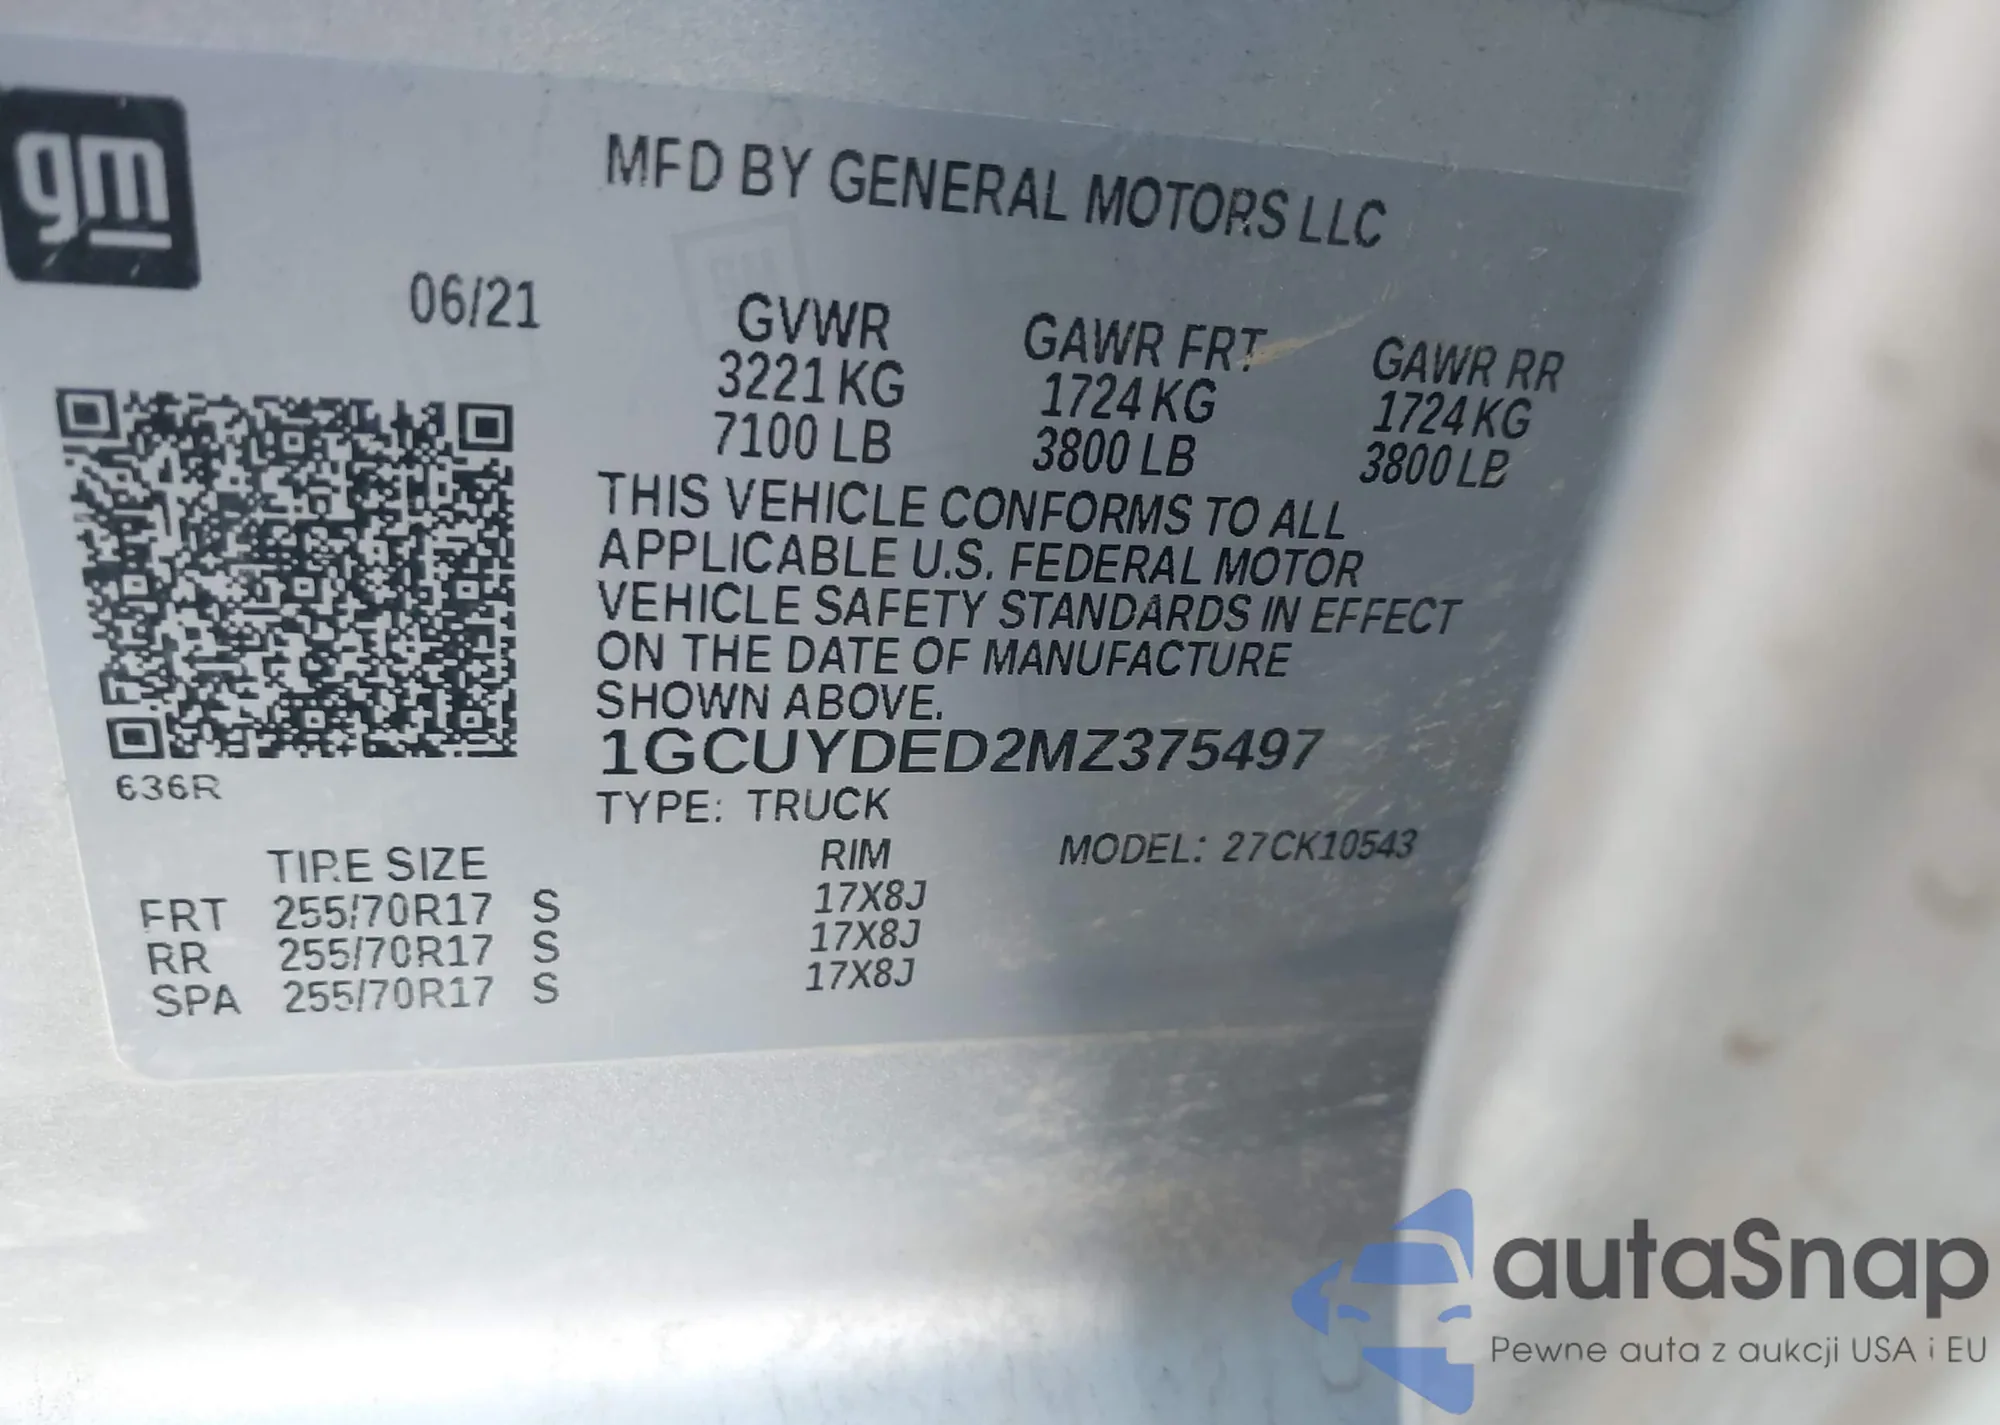 gm
MFD BY GENERAL MOTORS LLC
06/21
GVWR GAWR FRT GAWR RR
3221 KG 1724 KG 1724 KG
7100 LB 3800 LB 3800 LB
THIS VEHICLE CONFORMS TO ALL
APPLICABLE U.S. FEDERAL MOTOR
VEHICLE SAFETY STANDARDS IN EFFECT
ON THE DATE OF MANUFACTURE
SHOWN ABOVE.
1GCUYDED2MZ375497
636R
TYPE: TRUCK
MODEL: 27CK10543
TIRE SIZE RIM
FRT 255/70R17 S 17X8J
RR 255/70R17 S 17X8J
SPA 255/70R17 S 17X8J
autaSnap
Pewne auta z aukcji USA i EU